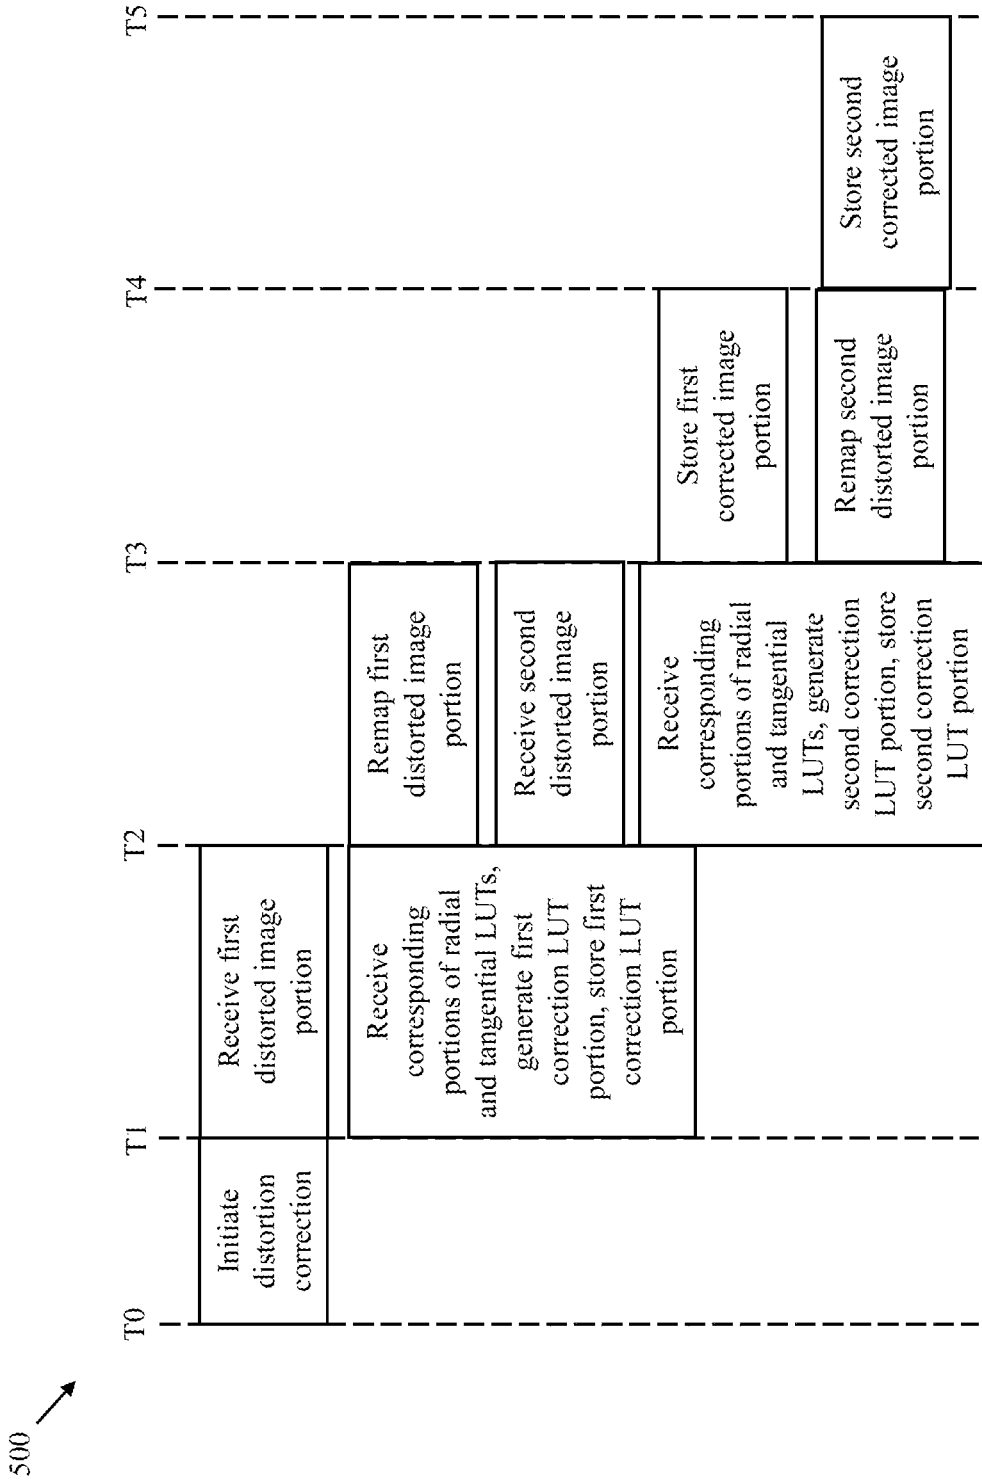 500
T0
T1
T2
T3
T4
T5
Initiate
distortion
correction
Receive first
distorted image
portion
Receive
corresponding
portions of radial
and tangential LUTs,
generate first
correction LUT
portion, store first
correction LUT
portion
Remap first
distorted image
portion
Receive second
distorted image
portion
Receive
corresponding
portions of radial
and tangential
LUTs, generate
second correction
LUT portion, store
second correction
LUT portion
Store first
corrected image
portion
Remap second
distorted image
portion
Store second
corrected image
portion